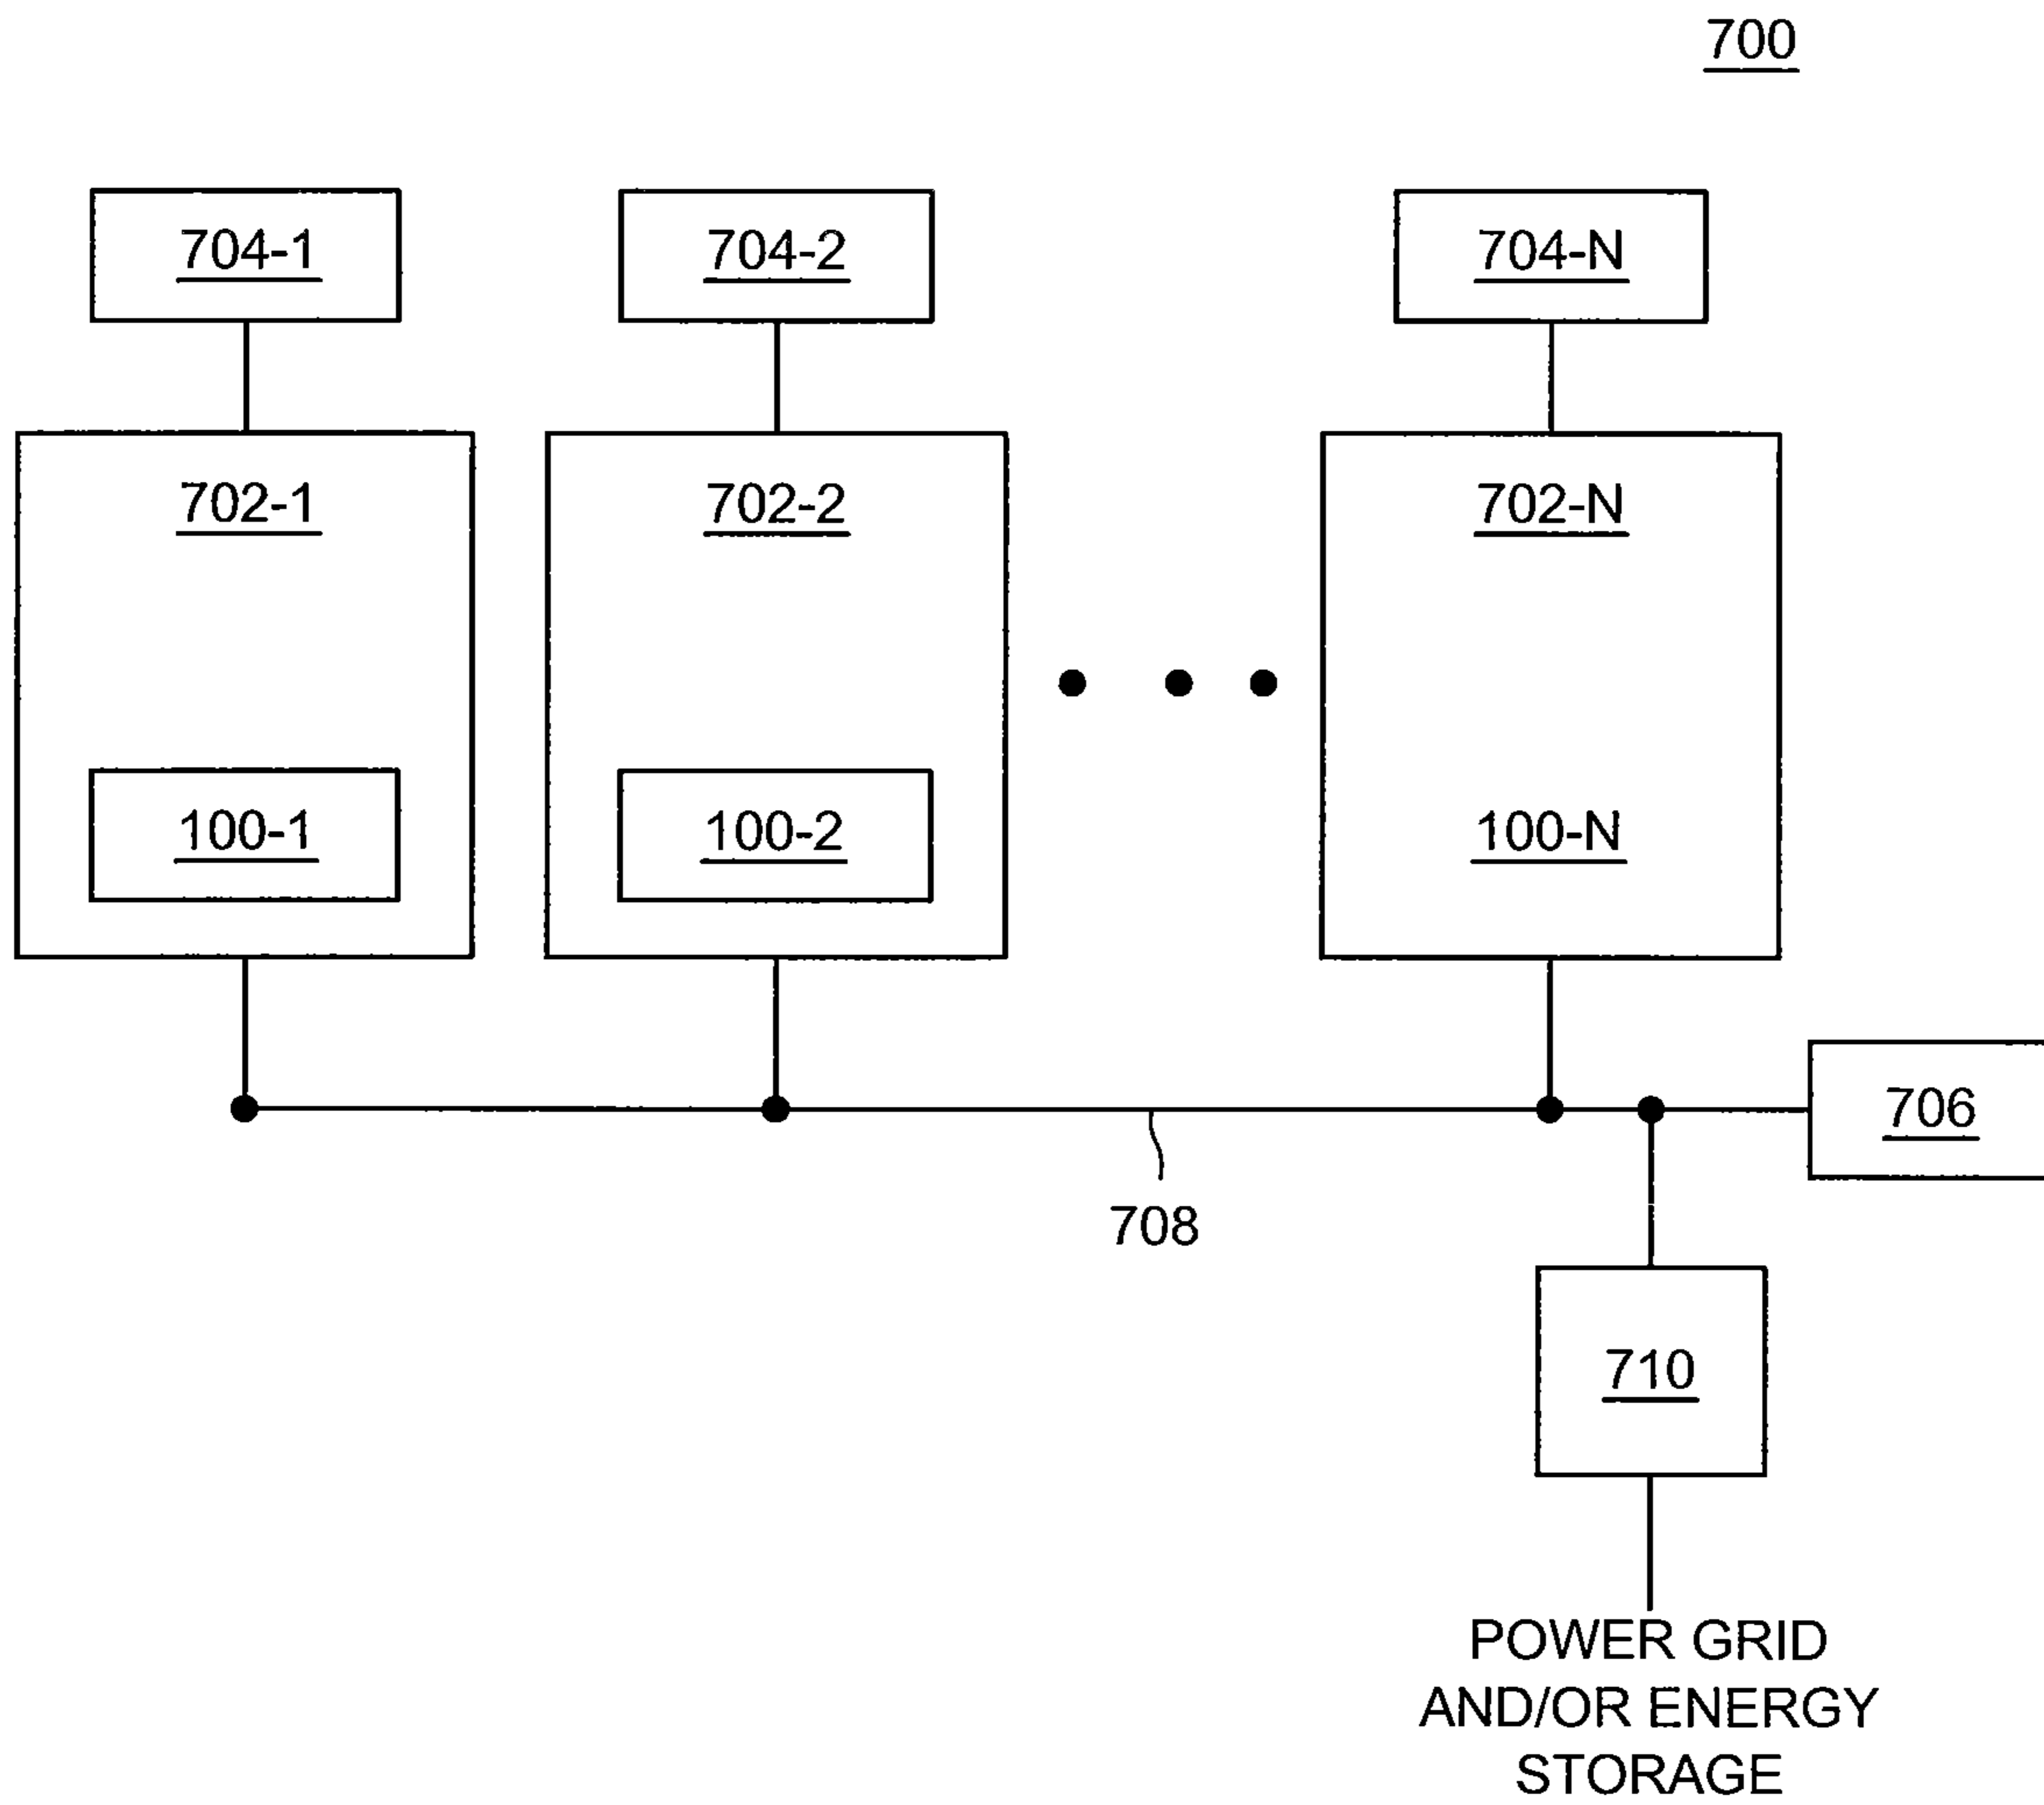 700
704-1 704-2 704-N
702-1 702-2 702-N
100-1 100-2 100-N
706
708
710
POWER GRID
AND/OR ENERGY
STORAGE